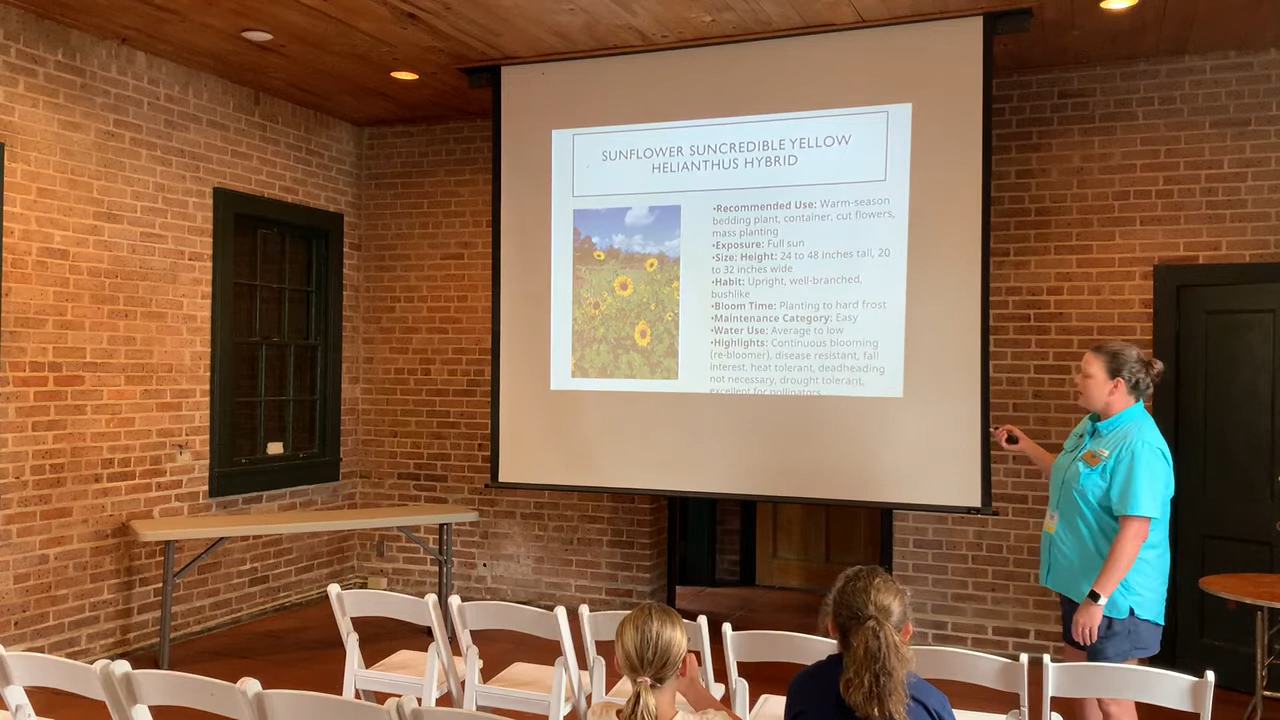 SUNFLOWER SUNCREDIBLE YELLOW
HELIANTHUS HYBRID
•Recommended Use: Warm-season
bedding plant, container, cut flowers,
mass planting
•Exposure: Full sun
•Size: Height: 24 to 48 inches tall, 20
to 32 inches wide
•Habit: Upright, well-branched,
bushlike
•Bloom Time: Planting to hard frost
•Maintenance Category: Easy
•Water Use: Average to low
•Highlights: Continuous blooming
(re-bloomer), disease resistant, fall
interest, heat tolerant, deadheading
not necessary, drought tolerant,
excellent for pollinators